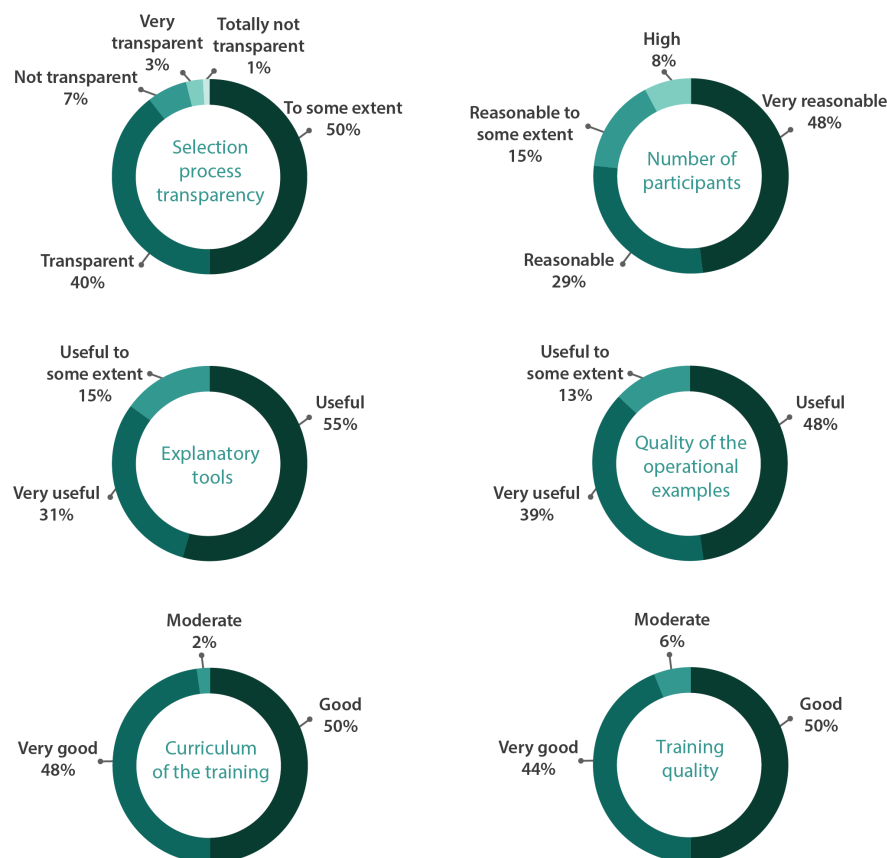 Very
transparent
3%
Totally not
transparent
1%
Not transparent
7%
To some extent
50%
Selection
process
transparency
Transparent
40%
High
8%
Very reasonable
48%
Reasonable to
some extent
15%
Number of
participants
Reasonable
29%
Useful to
some extent
15%
Useful
55%
Explanatory
tools
Very useful
31%
Useful to
some extent
13%
Useful
48%
Quality of the
operational
examples
Very useful
39%
Moderate
2%
Good
50%
Very good
48%
Curriculum
of the training
Moderate
6%
Good
50%
Very good
44%
Training
quality